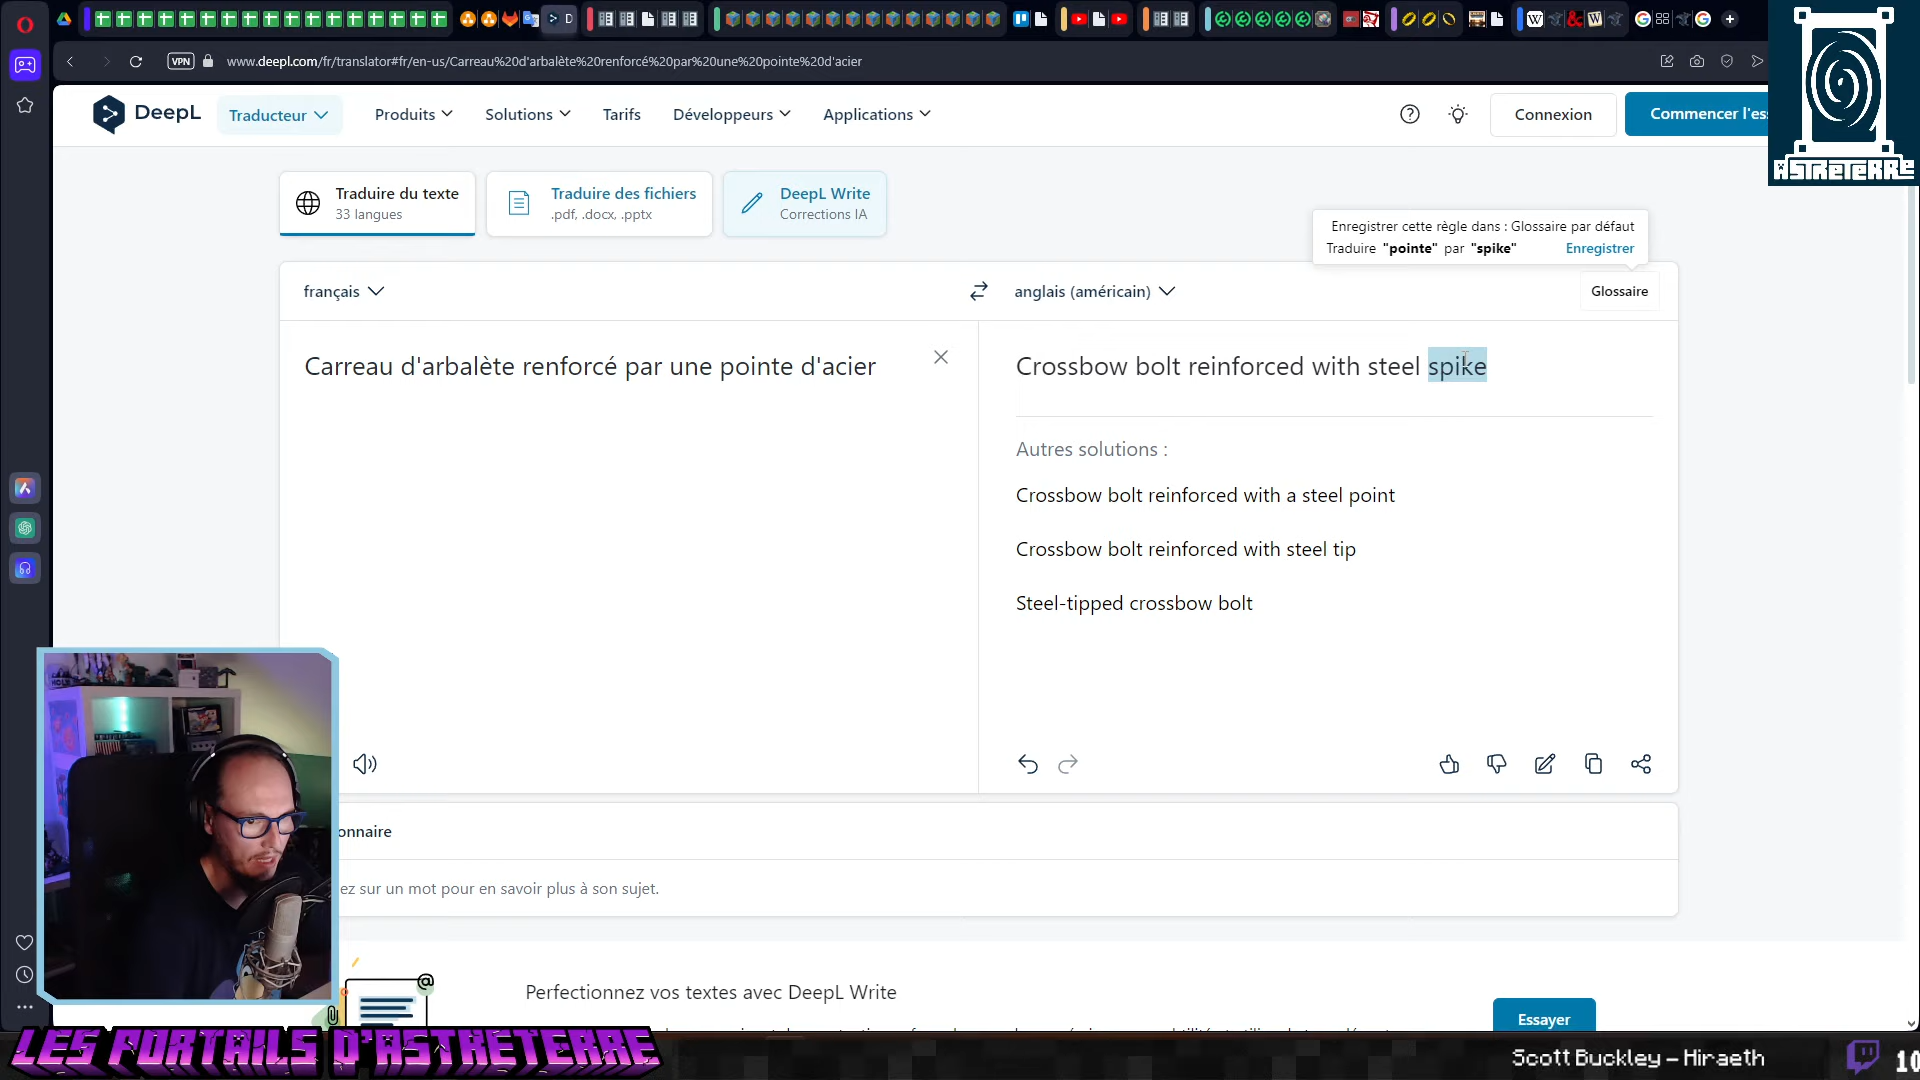 D
VPN
www.deepl.com/fr/translator#fr/en-us/Carreau%20d'arbalète%20renforcé%20par%20une%20pointe%20d'acier
DeepL
Traducteur
Produits
Solutions
Tarifs
Développeurs
Applications
Connexion
Commencer l'ess
ASTRETERRE
Traduire du texte
33 langues
Traduire des fichiers
.pdf, .docx, .pptx
DeepL Write
Corrections IA
Enregistrer cette règle dans : Glossaire par défaut
Traduire "pointe" par "spike"
Enregistrer
français
anglais (américain)
Glossaire
Carreau d'arbalète renforcé par une pointe d'acier
Crossbow bolt reinforced with steel spike
Autres solutions :
Crossbow bolt reinforced with a steel point
Crossbow bolt reinforced with steel tip
Steel-tipped crossbow bolt
onnaire
ez sur un mot pour en savoir plus à son sujet.
Perfectionnez vos textes avec DeepL Write
Essayer
LES PORTAILS D'ASTRETERRE
Scott Buckley – Hiraeth
10